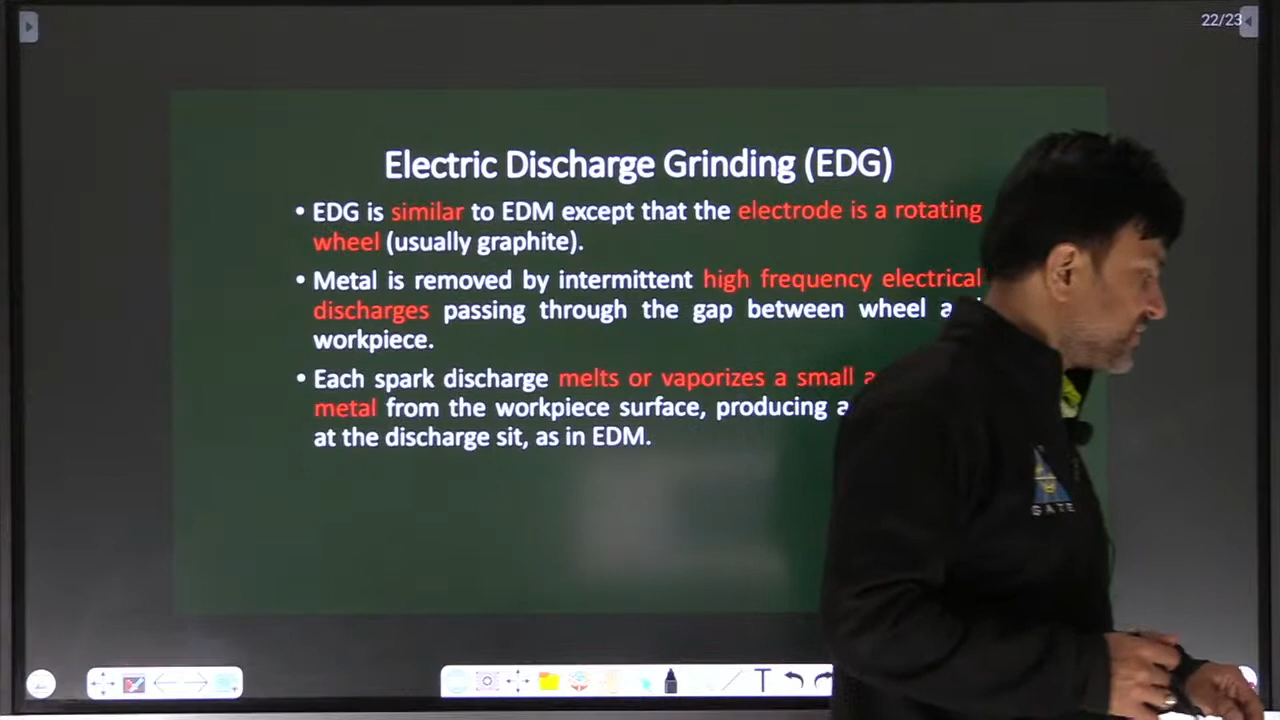 22/23
Electric Discharge Grinding (EDG)
• EDG is similar to EDM except that the electrode is a rotating
wheel (usually graphite).
• Metal is removed by intermittent high frequency electrical
discharges passing through the gap between wheel
workpiece.
• Each spark discharge melts or vaporizes a small
metal from the workpiece surface, producing a
at the discharge sit, as in EDM.
GATE
T